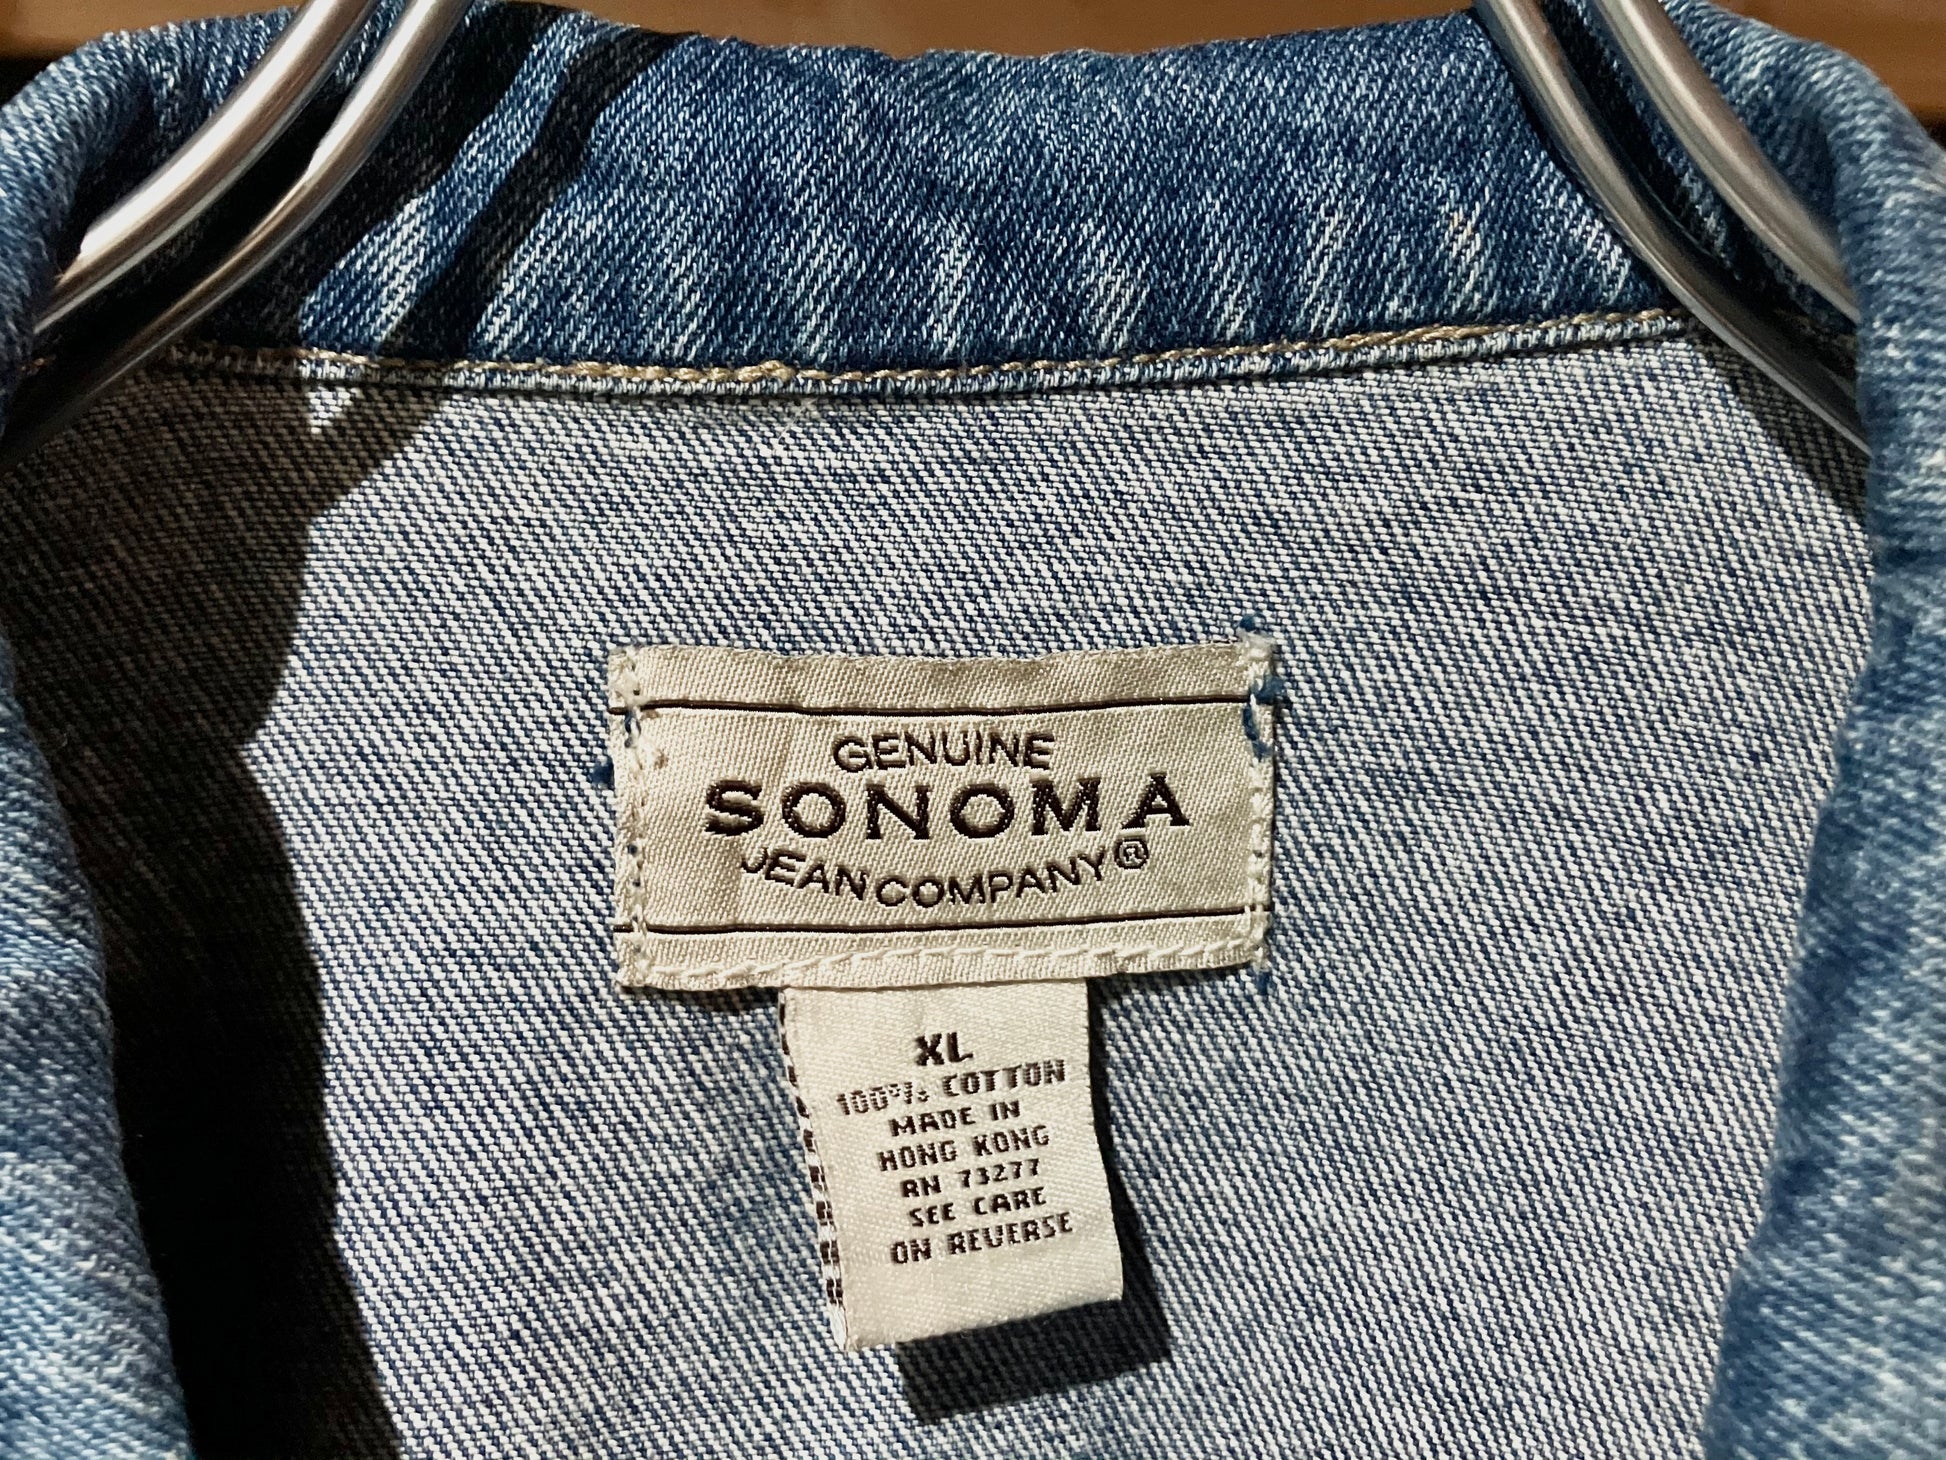 GENUINE
SONOMA
JEAN COMPANY®
XL
100% COTTON
MADE IN
HONG KONG
RN 73277
SEE CARE
ON REVERSE